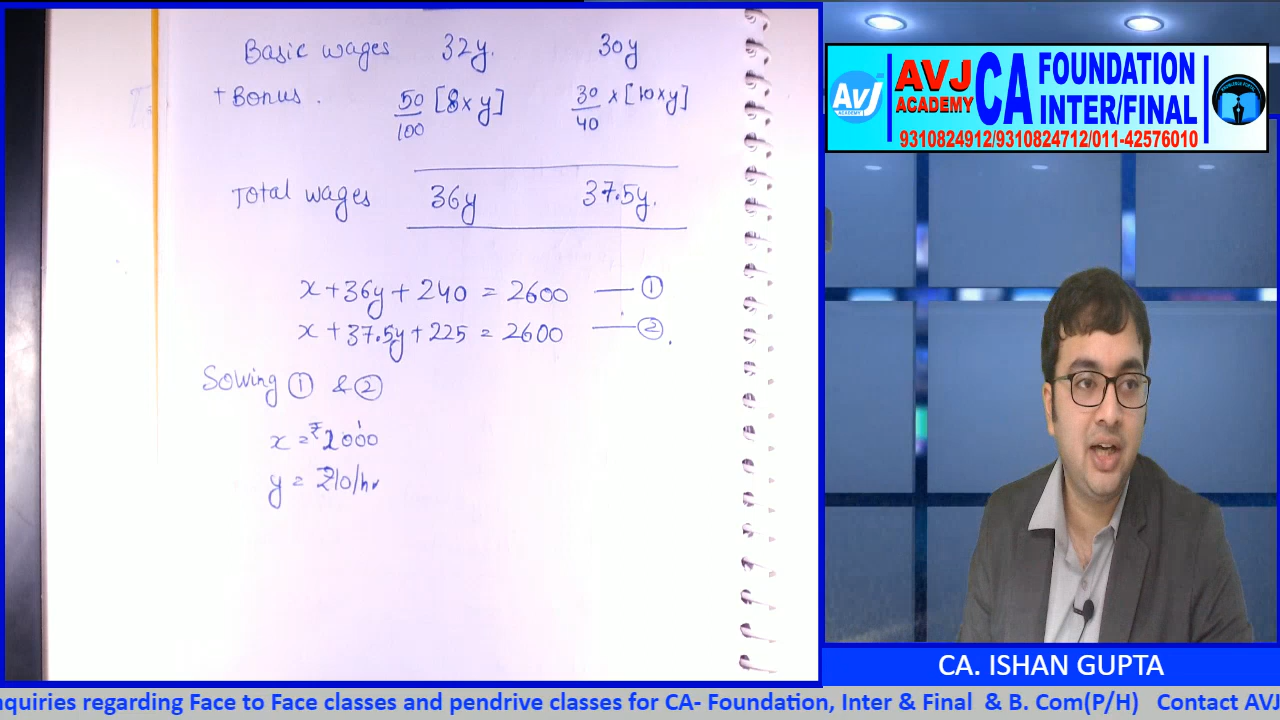 Basic wages 32y. 30y
+ Bonus. 50/100 [8 x y] 30/40 x [10 x y]
Total wages 36y 37.5y.
x + 36y + 240 = 2600 — ①
x + 37.5y + 225 = 2600 — ②.
Solving ① & ②
x = ₹2000
y = ₹10/hr
AVJ
AVJ ACADEMY
CA FOUNDATION INTER/FINAL
9310824912/9310824712/011-42576010
CA. ISHAN GUPTA
nquiries regarding Face to Face classes and pendrive classes for CA- Foundation, Inter & Final & B. Com(P/H) Contact AVJ